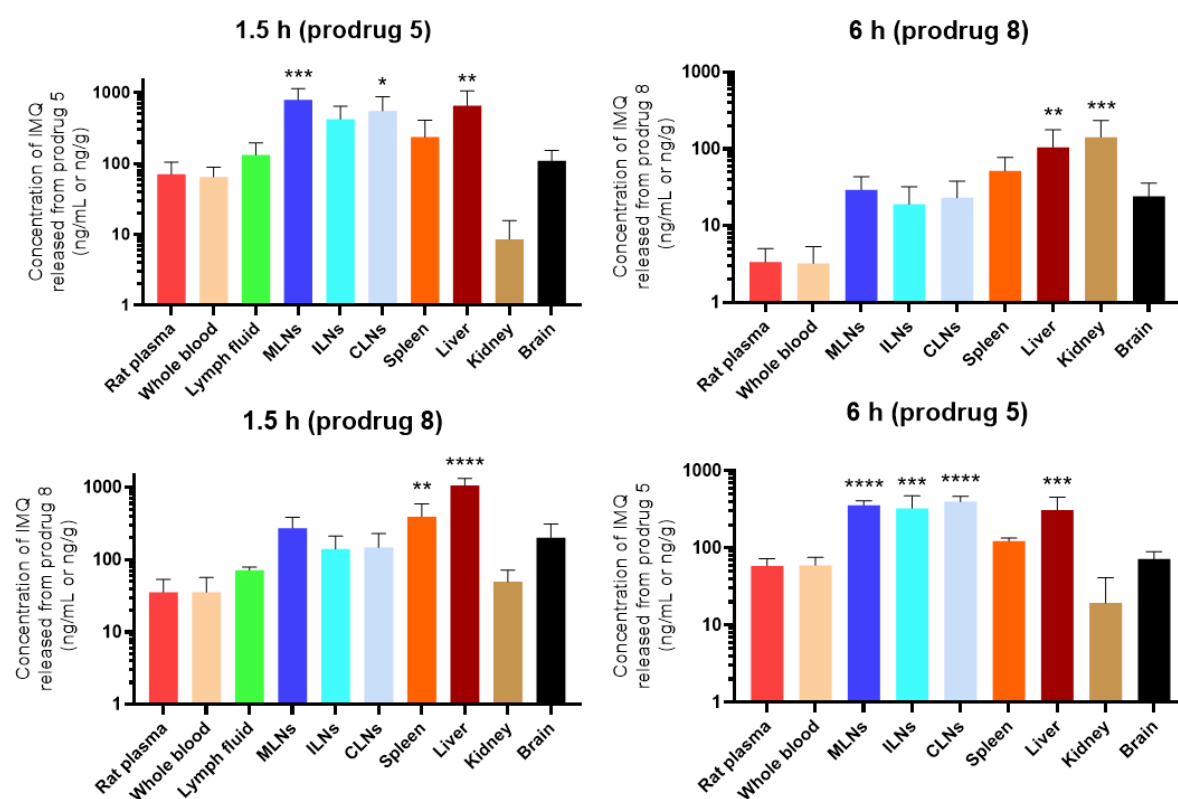 1.5 h (prodrug 5)
Concentration of IMQ
released from prodrug 5
(ng/mL or ng/g)
1000
100
10
1
***
*
**
Rat plasma
Whole blood
Lymph fluid
MLNs
ILNs
CLNs
Spleen
Liver
Kidney
Brain
6 h (prodrug 8)
Concentration of IMQ
released from prodrug 8
(ng/mL or ng/g)
1000
100
10
1
**
***
Rat plasma
Whole blood
MLNs
ILNs
CLNs
Spleen
Liver
Kidney
Brain
1.5 h (prodrug 8)
Concentration of IMQ
released from prodrug 8
(ng/mL or ng/g)
1000
100
10
1
**
****
Rat plasma
Whole blood
Lymph fluid
MLNs
ILNs
CLNs
Spleen
Liver
Kidney
Brain
6 h (prodrug 5)
Concentration of IMQ
released from prodrug 5
(ng/mL or ng/g)
1000
100
10
1
****
***
****
***
Rat plasma
Whole blood
MLNs
ILNs
CLNs
Spleen
Liver
Kidney
Brain